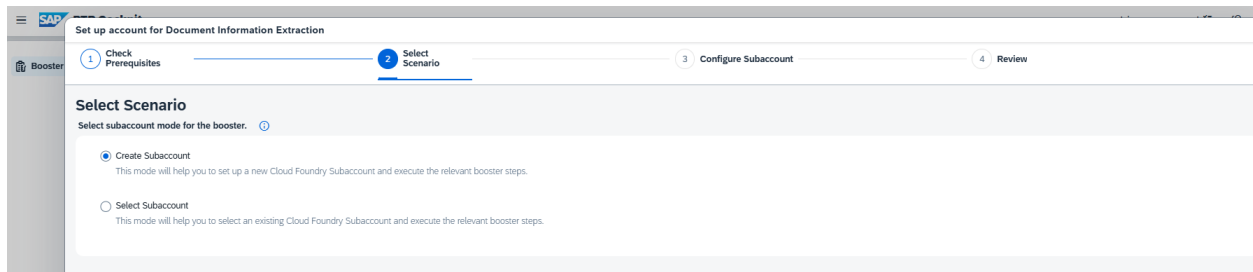 SAP
Set up account for Document Information Extraction
1 Check Prerequisites
2 Select Scenario
3 Configure Subaccount
4 Review
Booster
Select Scenario
Select subaccount mode for the booster.
Create Subaccount
This mode will help you to set up a new Cloud Foundry Subaccount and execute the relevant booster steps.
Select Subaccount
This mode will help you to select an existing Cloud Foundry Subaccount and execute the relevant booster steps.